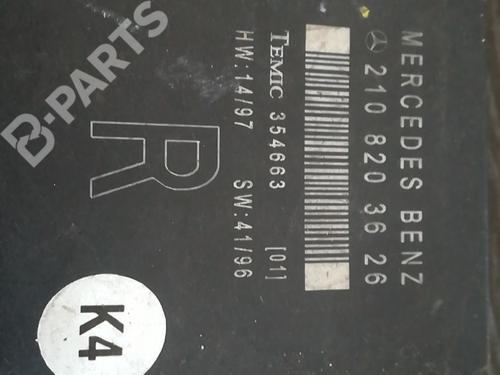 MERCEDES BENZ
210 820 36 26
TEMIC 354663 [01]
HW:14/97 SW:41/96
R
K4
B-PARTS